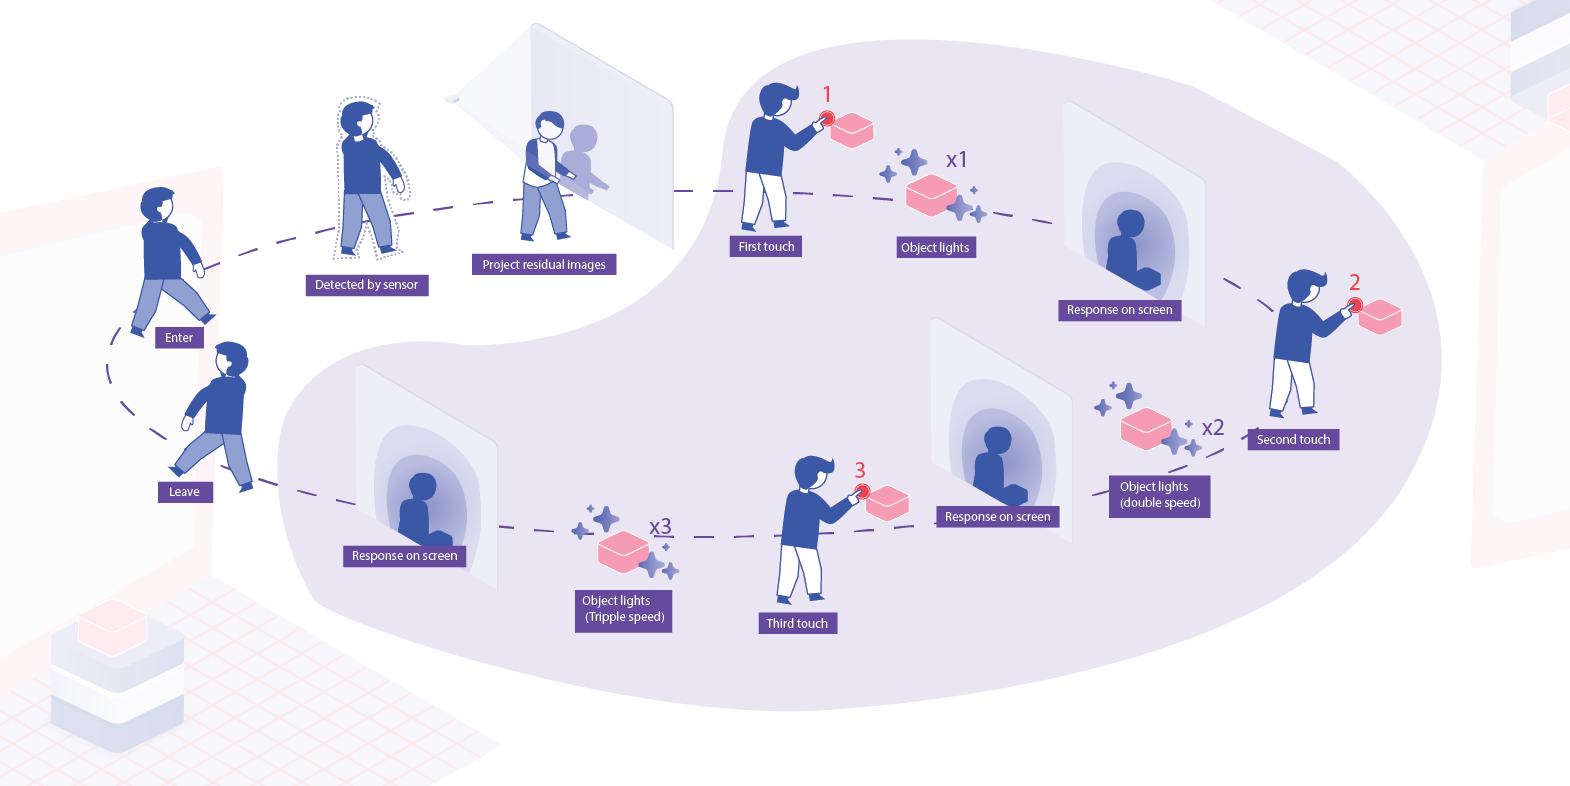 Enter
Detected by sensor
Project residual images
1
First touch
x1
Object lights
Response on screen
2
Second touch
x2
Object lights
(double speed)
Response on screen
3
Third touch
x3
Object lights
(Tripple speed)
Response on screen
Leave